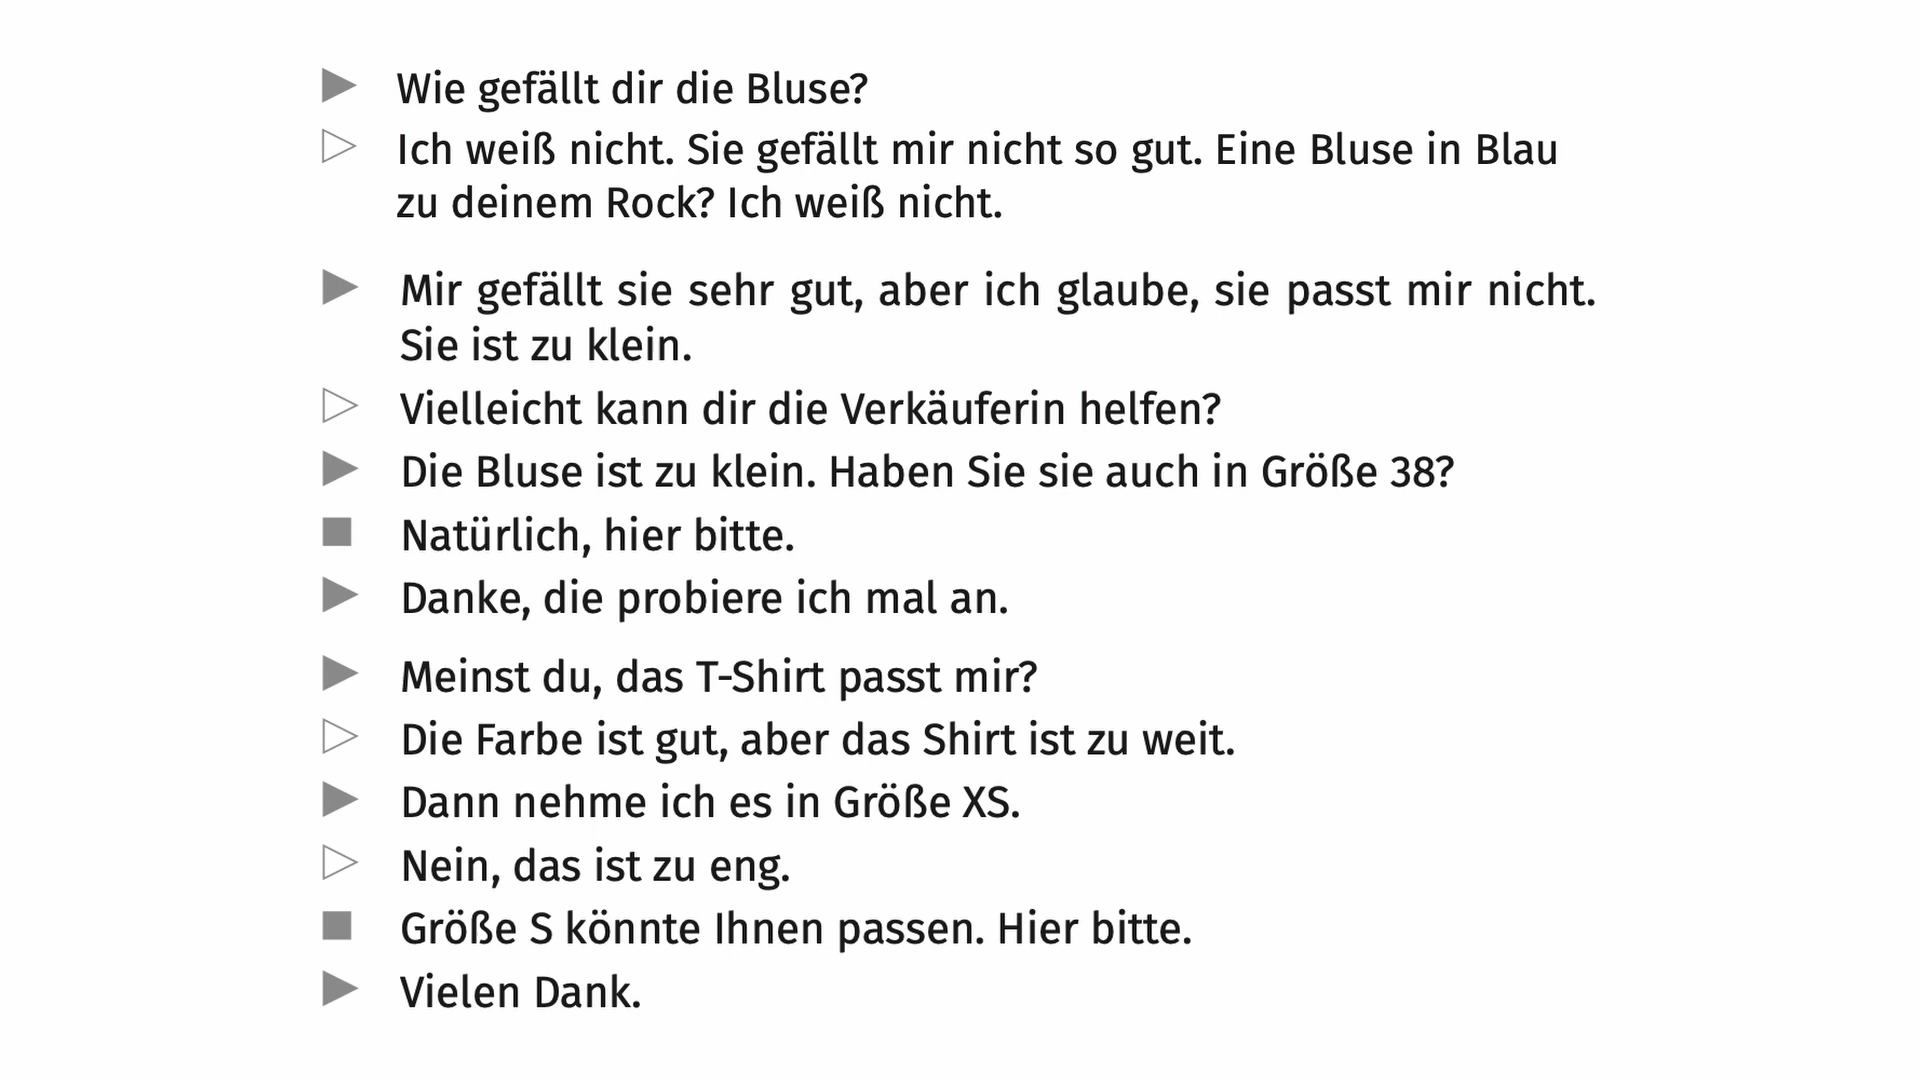 Wie gefällt dir die Bluse?
Ich weiß nicht. Sie gefällt mir nicht so gut. Eine Bluse in Blau
zu deinem Rock? Ich weiß nicht.
Mir gefällt sie sehr gut, aber ich glaube, sie passt mir nicht.
Sie ist zu klein.
Vielleicht kann dir die Verkäuferin helfen?
Die Bluse ist zu klein. Haben Sie sie auch in Größe 38?
Natürlich, hier bitte.
Danke, die probiere ich mal an.
Meinst du, das T-Shirt passt mir?
Die Farbe ist gut, aber das Shirt ist zu weit.
Dann nehme ich es in Größe XS.
Nein, das ist zu eng.
Größe S könnte Ihnen passen. Hier bitte.
Vielen Dank.